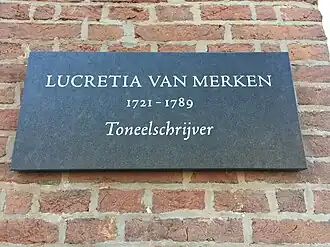 LUCRETIA VAN MERKEN
1721 – 1789
Toneelschrijver